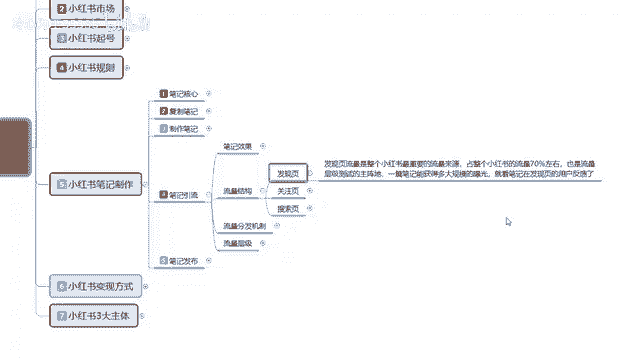 2 小红书市场
3 小红书起号
4 小红书规则
5 小红书笔记制作
1 笔记核心
2 复制笔记
3 制作笔记
4 笔记引流
笔记效果
流量结构
发现页
发现页流量是整个小红书最重要的流量来源，占整个小红书的流量70%左右，也是流量
层级测试的主阵地，一篇笔记能获得多大规模的曝光，就看笔记在发现页的用户反馈了
关注页
搜索页
流量分发机制
流量层级
5 笔记发布
6 小红书变现方式
7 小红书3大主体